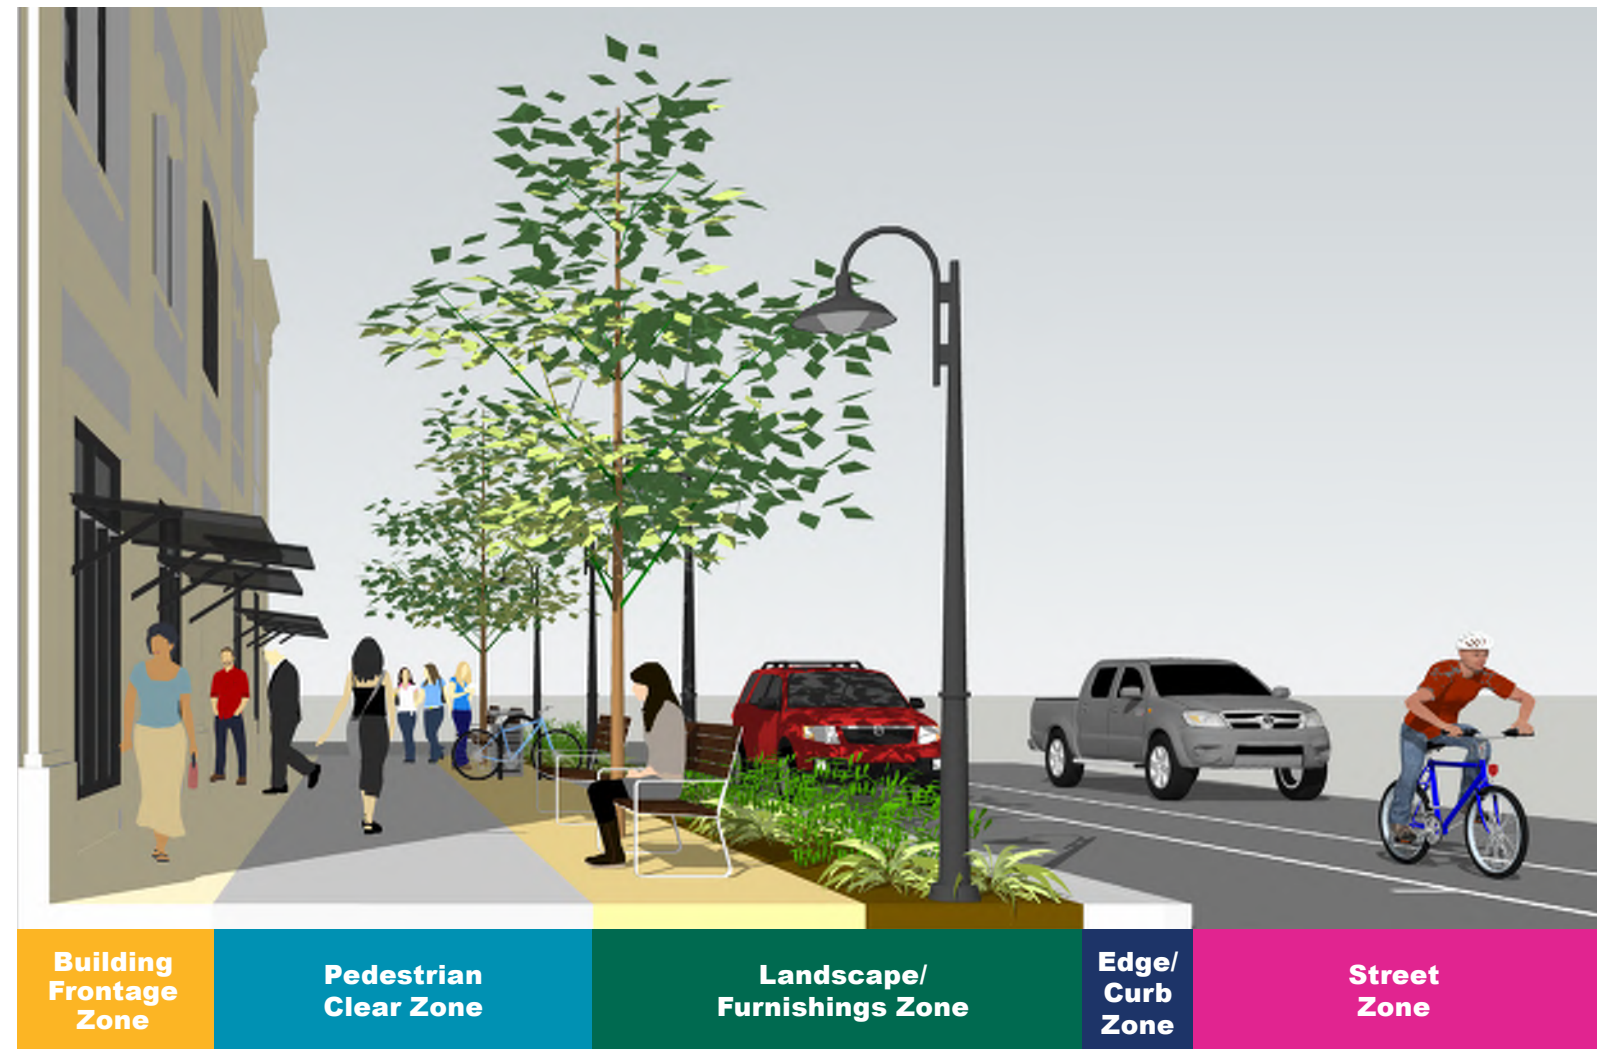 Building
Frontage
Zone
Pedestrian
Clear Zone
Landscape/
Furnishings Zone
Edge/
Curb
Zone
Street
Zone